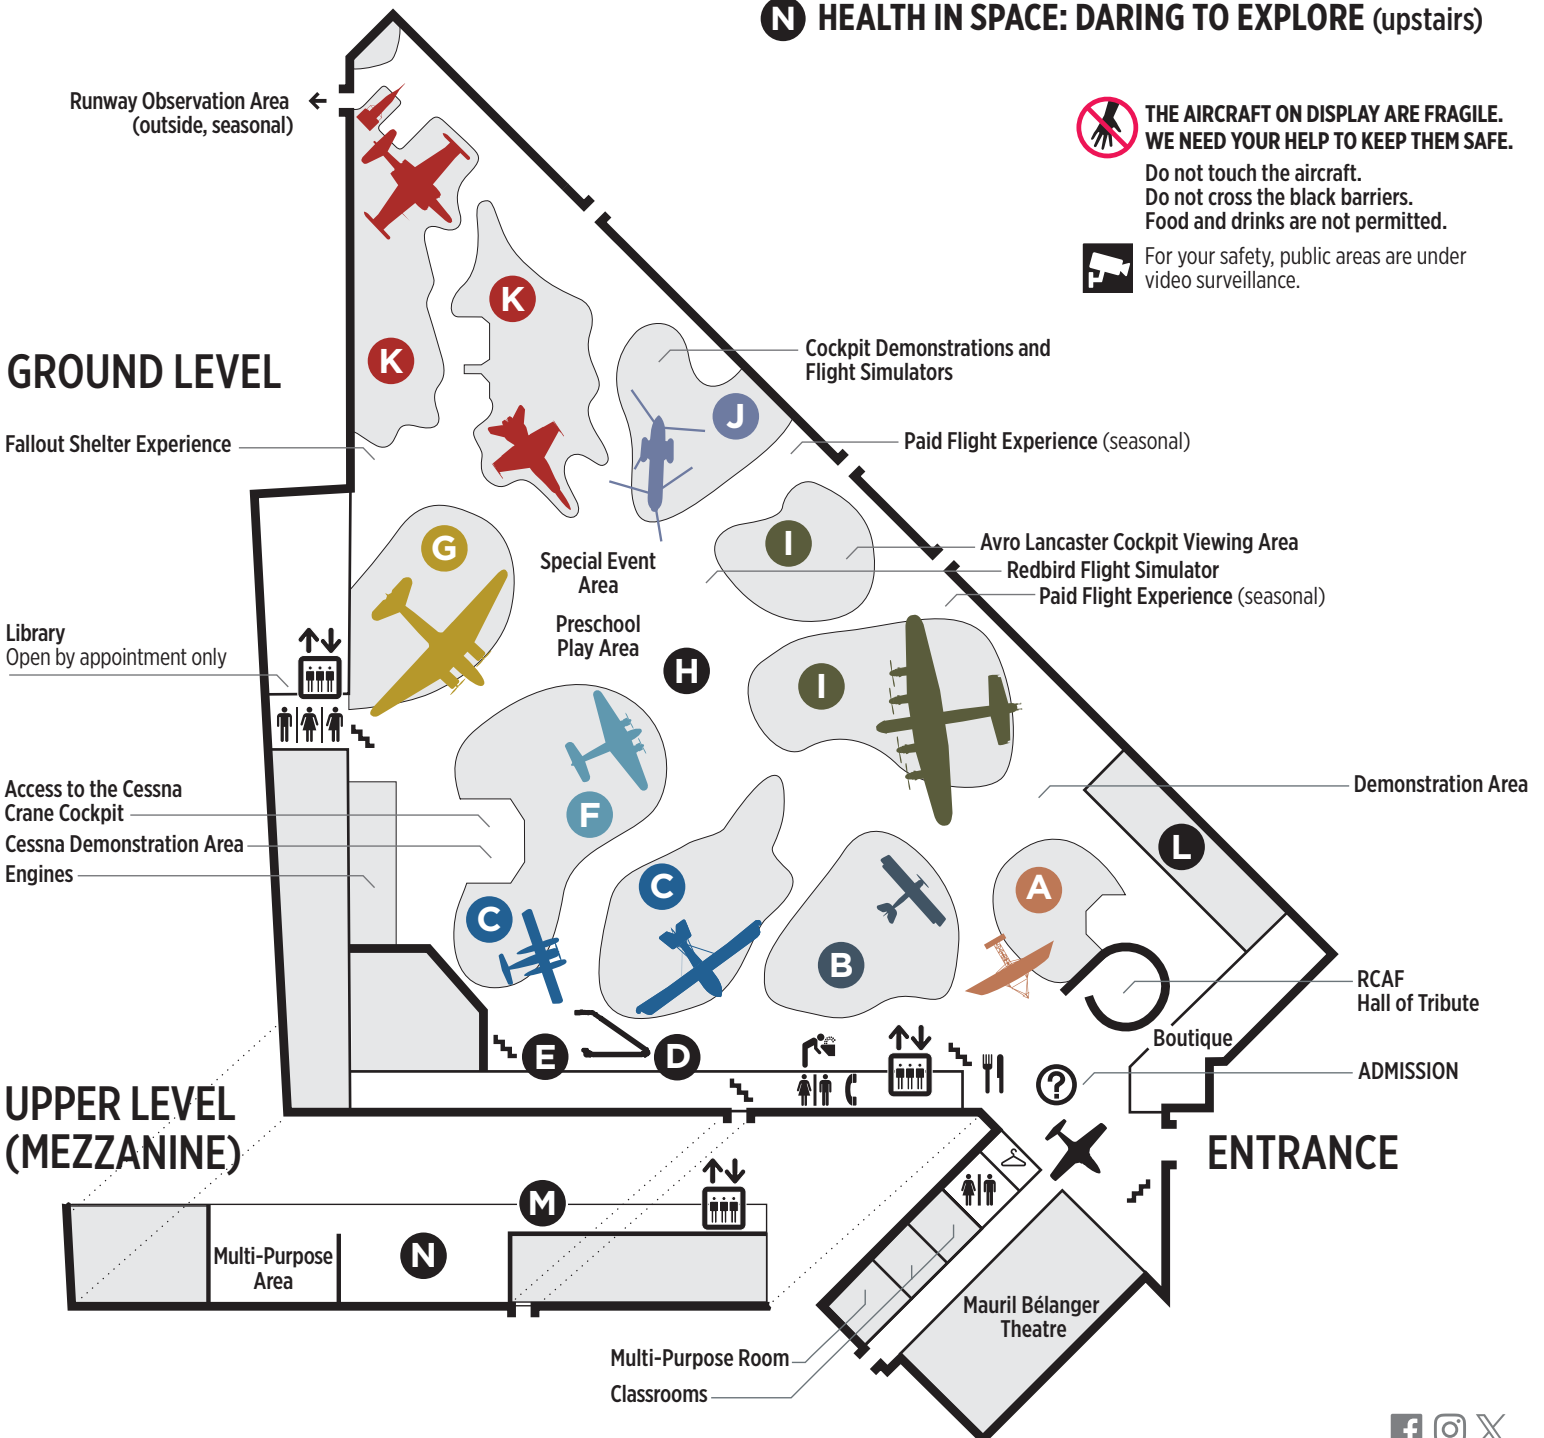 N HEALTH IN SPACE: DARING TO EXPLORE (upstairs)
THE AIRCRAFT ON DISPLAY ARE FRAGILE.
WE NEED YOUR HELP TO KEEP THEM SAFE.
Do not touch the aircraft.
Do not cross the black barriers.
Food and drinks are not permitted.
For your safety, public areas are under
video surveillance.
Runway Observation Area
(outside, seasonal)
K
K
GROUND LEVEL
Cockpit Demonstrations and
Flight Simulators
J
Fallout Shelter Experience
Paid Flight Experience (seasonal)
G
I
Special Event
Area
Avro Lancaster Cockpit Viewing Area
Redbird Flight Simulator
Paid Flight Experience (seasonal)
Preschool
Play Area
Library
Open by appointment only
H
I
Access to the Cessna
Crane Cockpit
Cessna Demonstration Area
Engines
F
Demonstration Area
L
C
C
A
B
RCAF
Hall of Tribute
Boutique
E
D
?
ADMISSION
UPPER LEVEL
(MEZZANINE)
ENTRANCE
M
N
Multi-Purpose
Area
Mauril Bélanger
Theatre
Multi-Purpose Room
Classrooms